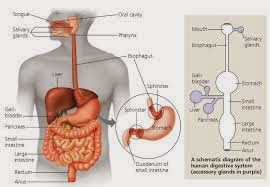 Tongue
Salivary
glands
Oral cavity
Pharynx
Esophagus
Liver
Sphincter
Stomach
Sphincter
Gall-
bladder
Pancreas
Small
intestine
Large
intestine
Rectum
Anus
Duodenum of
small intestine
Mouth
Esophagus
Salivary
glands
Gall-
bladder
Stomach
Liver
Pancreas
Small
intestine
Large
intestine
Rectum
Anus
A schematic diagram of the
human digestive system
(accessory glands in purple)